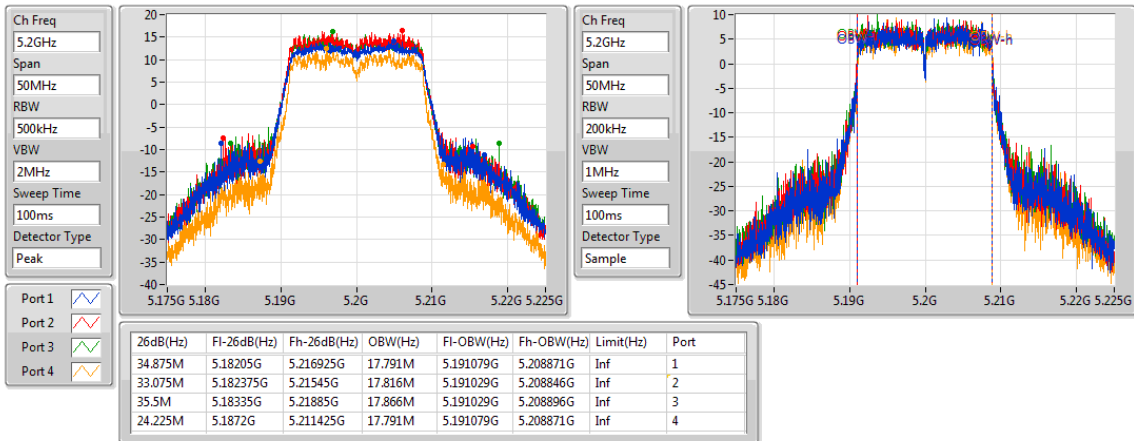 Ch Freq
5.2GHz
Span
50MHz
RBW
500kHz
VBW
2MHz
Sweep Time
100ms
Detector Type
Peak
20
15
10
5
0
-5
-10
-15
-20
-25
-30
-35
-40
5.175G 5.18G 5.19G 5.2G 5.21G 5.22G 5.225G
Ch Freq
5.2GHz
Span
50MHz
RBW
200kHz
VBW
1MHz
Sweep Time
100ms
Detector Type
Sample
10
5
0
-5
-10
-15
-20
-25
-30
-35
-40
-45
5.175G 5.18G 5.19G 5.2G 5.21G 5.22G 5.225G
Port 1
Port 2
Port 3
Port 4
26dB(Hz) Fl-26dB(Hz) Fh-26dB(Hz) OBW(Hz) Fl-OBW(Hz) Fh-OBW(Hz) Limit(Hz) Port
34.875M 5.18205G 5.216925G 17.791M 5.191079G 5.208871G Inf 1
33.075M 5.182375G 5.21545G 17.816M 5.191029G 5.208846G Inf 2
35.5M 5.18335G 5.21885G 17.866M 5.191029G 5.208896G Inf 3
24.225M 5.1872G 5.211425G 17.791M 5.191079G 5.208871G Inf 4